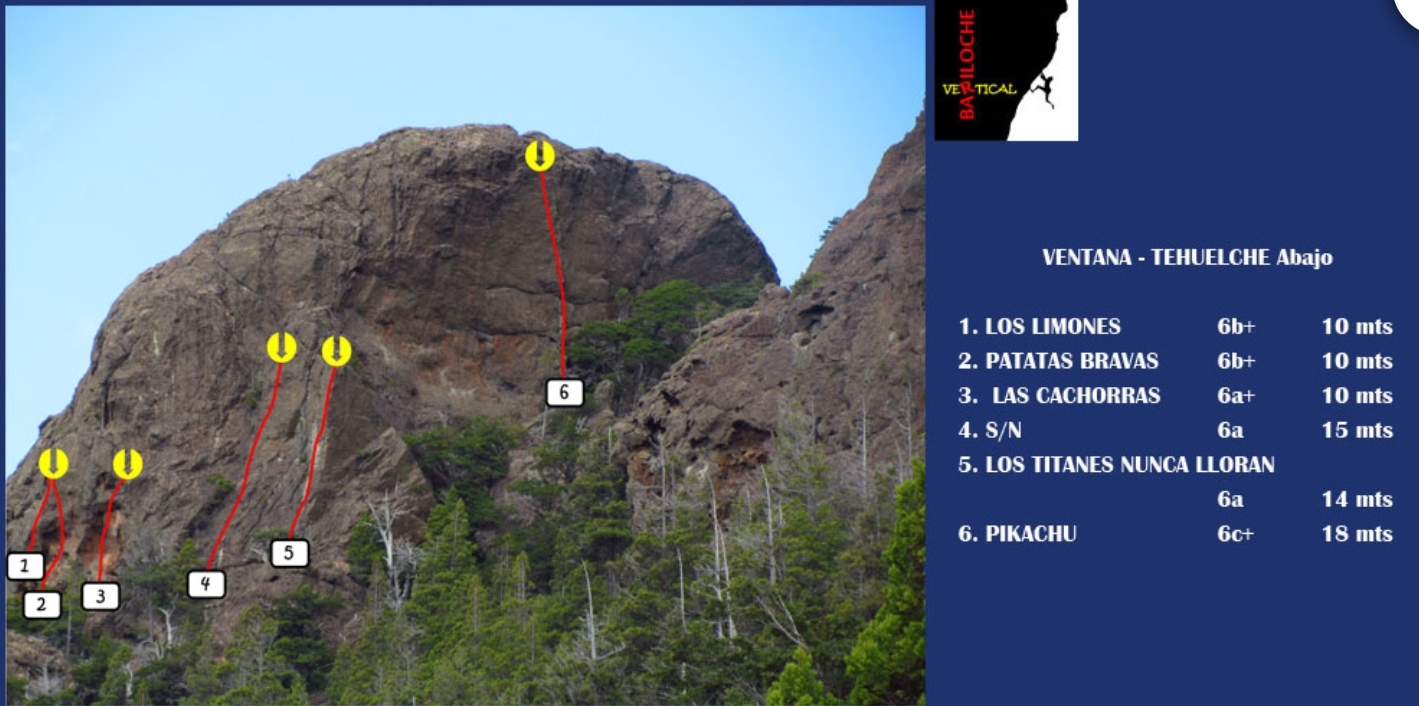 BARILOCHE
VERTICAL
VENTANA - TEHUELCHE Abajo
1. LOS LIMONES 6b+ 10 mts
2. PATATAS BRAVAS 6b+ 10 mts
3. LAS CACHORRAS 6a+ 10 mts
4. S/N 6a 15 mts
5. LOS TITANES NUNCA LLORAN
6a 14 mts
6. PIKACHU 6c+ 18 mts
1
2
3
4
5
6